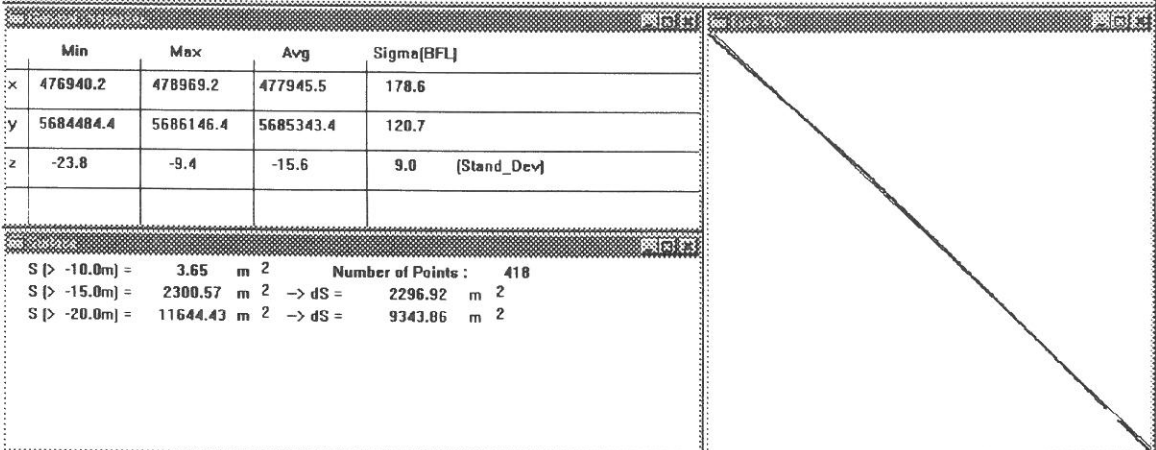 Min Max Avg Sigma(BFL)
x 476940.2 478969.2 477945.5 178.6
y 5684484.4 5686146.4 5685343.4 120.7
z -23.8 -9.4 -15.6 9.0 (Stand_Dev)
S (> -10.0m) = 3.65 m 2 Number of Points : 418
S (> -15.0m) = 2300.57 m 2 -> dS = 2296.92 m 2
S (> -20.0m) = 11644.43 m 2 -> dS = 9343.86 m 2